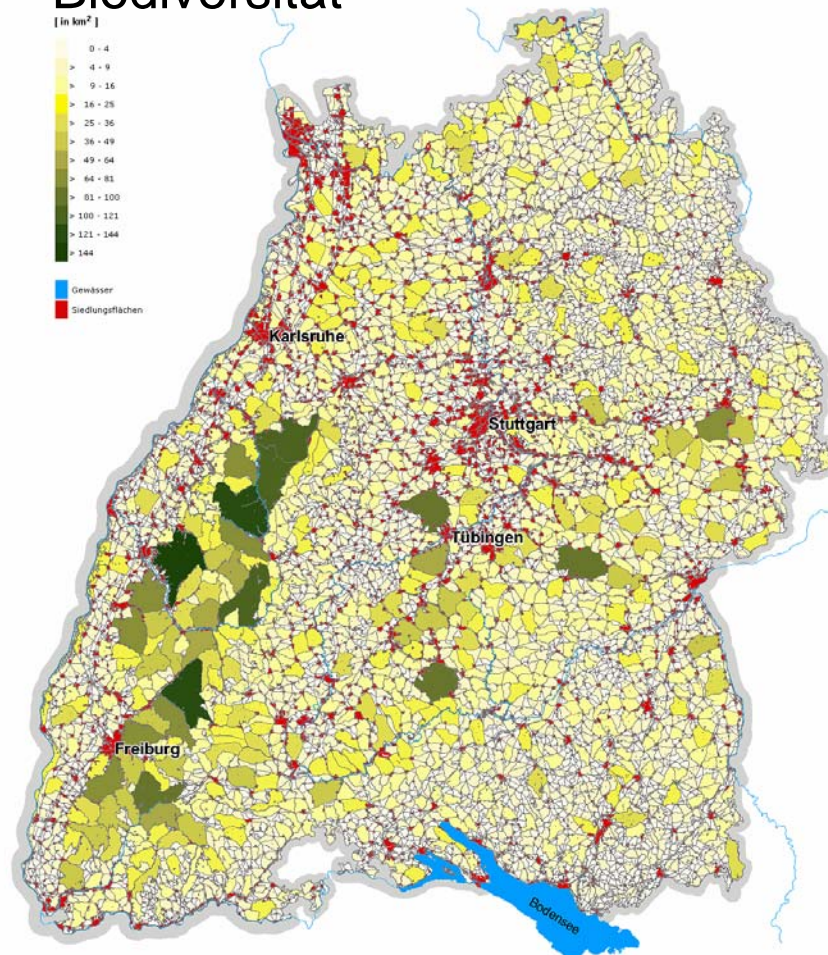 Biodiversität
[ in km² ]
0 - 4
> 4 - 9
> 9 - 16
> 16 - 25
> 25 - 36
> 36 - 49
> 49 - 64
> 64 - 81
> 81 - 100
> 100 - 121
> 121 - 144
> 144
Gewässer
Siedlungsflächen
Karlsruhe
Stuttgart
Tübingen
Freiburg
Bodensee